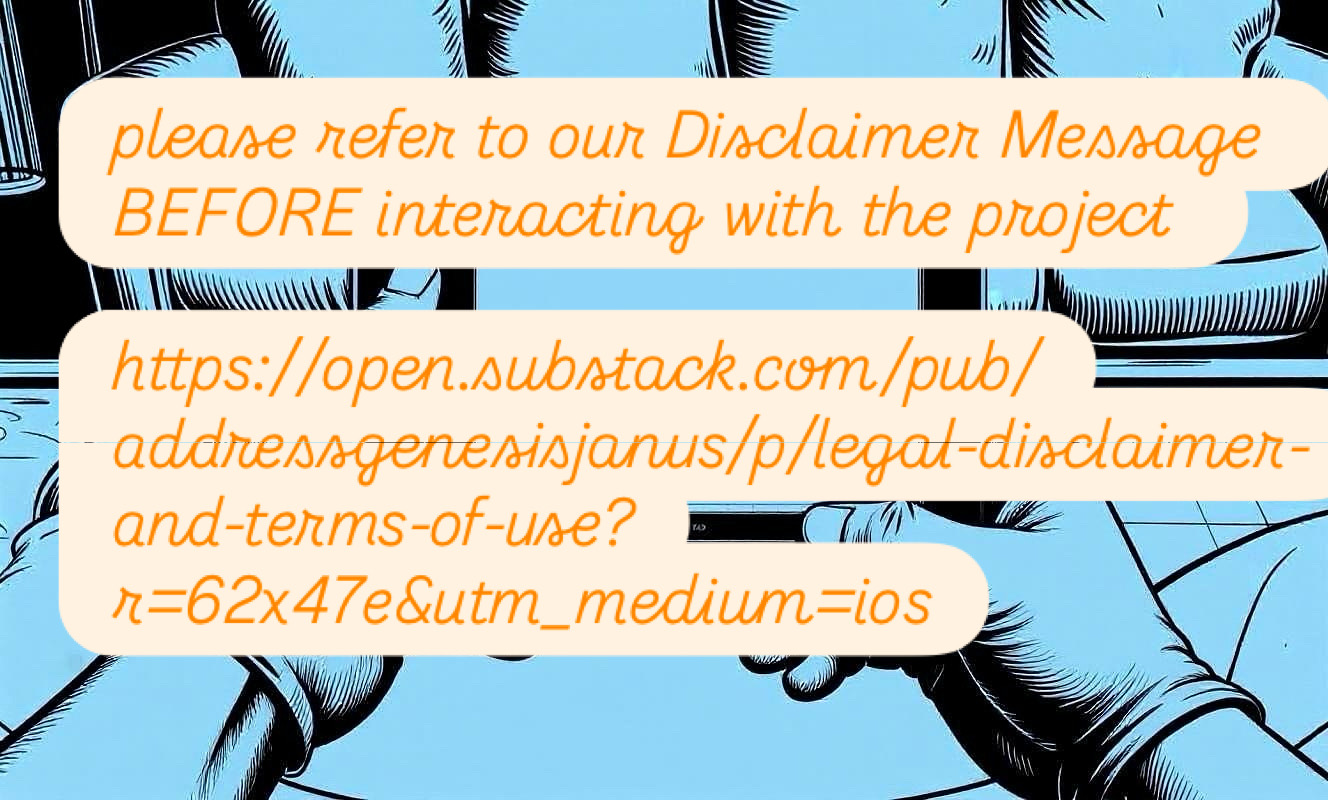 please refer to our Disclaimer Message
BEFORE interacting with the project
https://open.substack.com/pub/
addressgenesisjanus/p/legal-disclaimer-
and-terms-of-use?
r=62x47e&utm_medium=ios